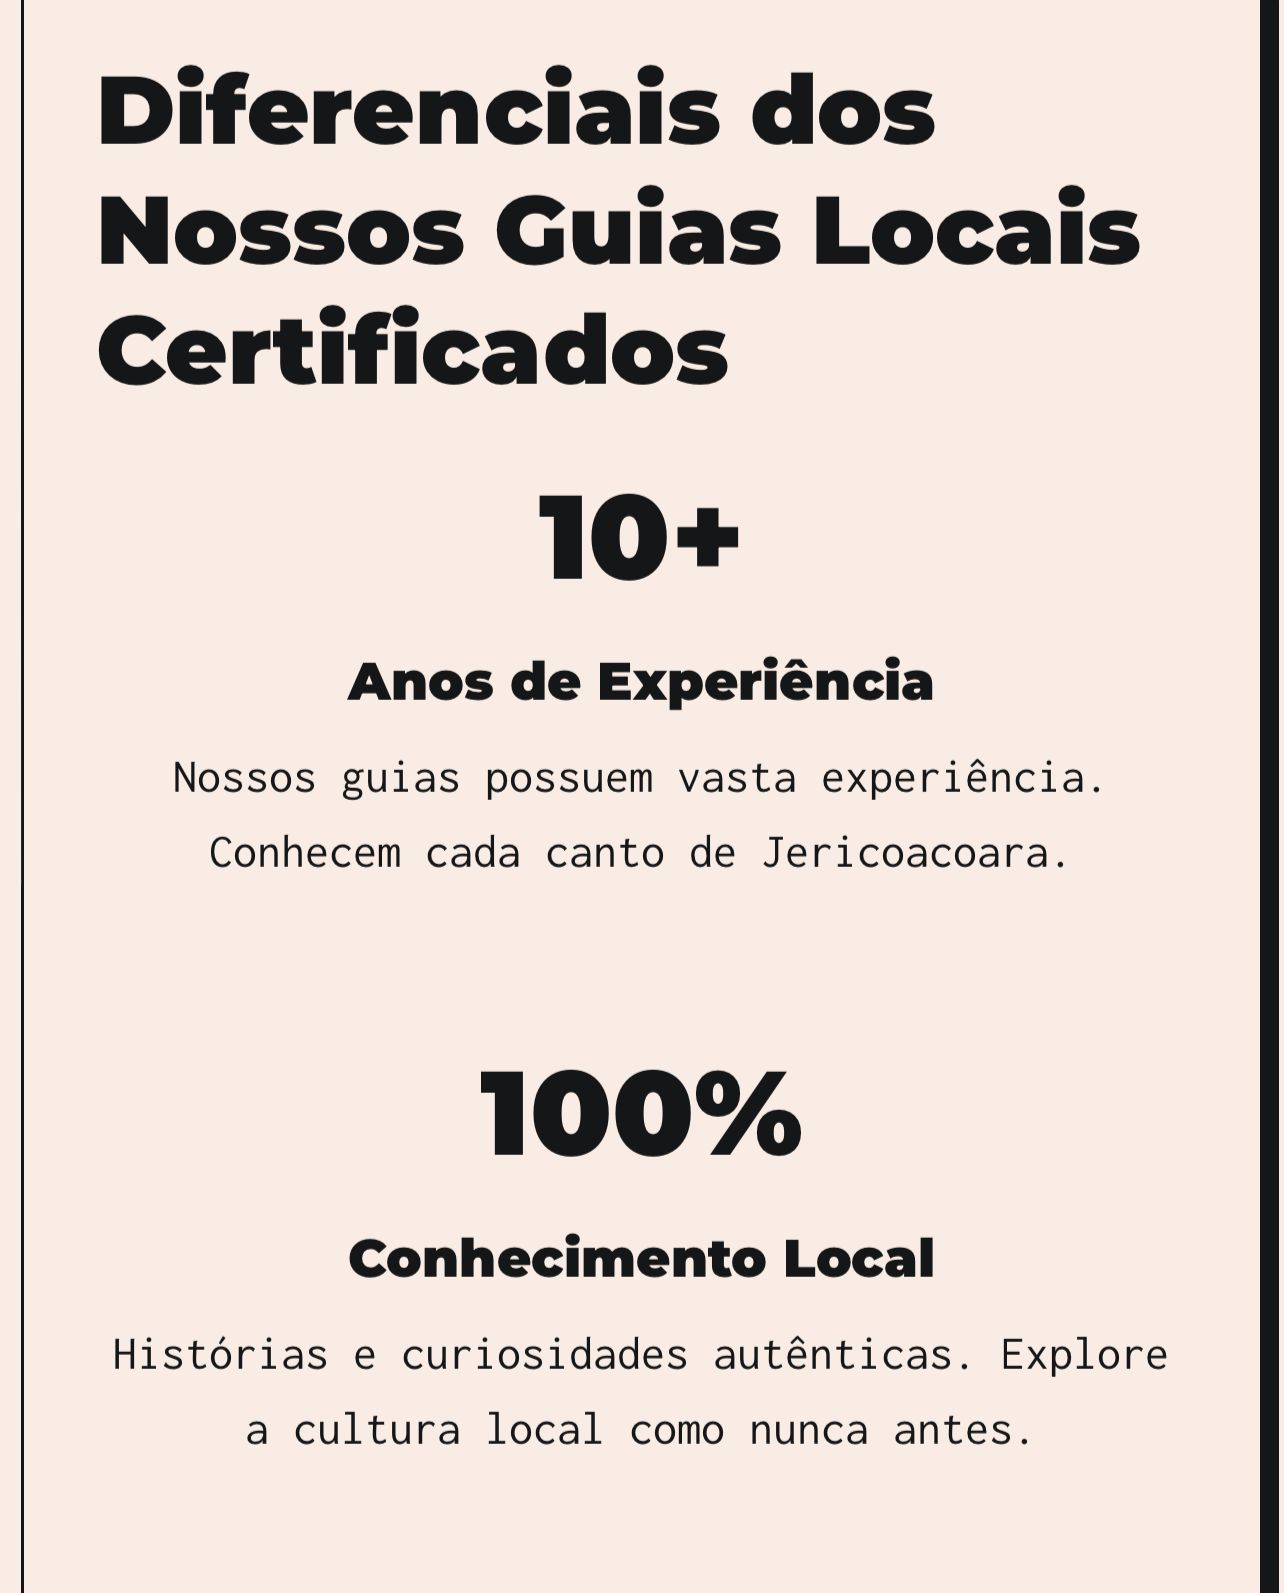 Diferenciais dos
Nossos Guias Locais
Certificados
10+
Anos de Experiência
Nossos guias possuem vasta experiência.
Conhecem cada canto de Jericoacoara.
100%
Conhecimento Local
Histórias e curiosidades autênticas. Explore
a cultura local como nunca antes.